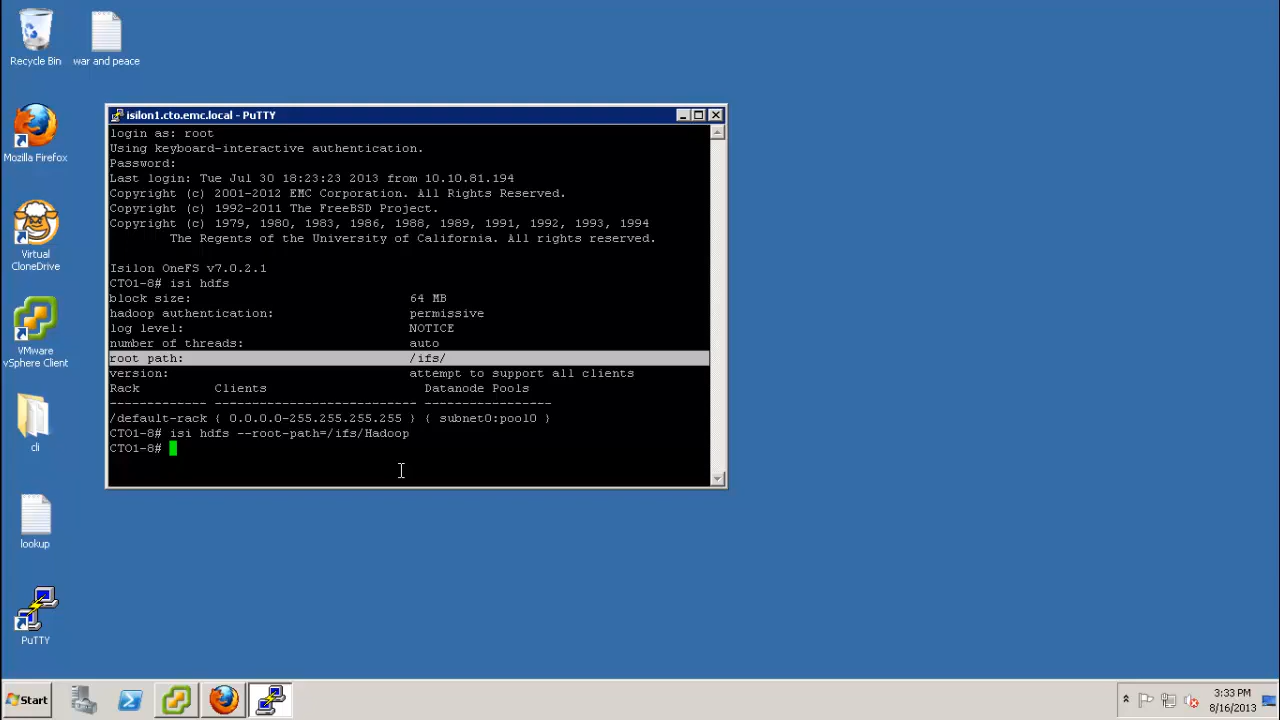 Recycle Bin
war and peace
Mozilla Firefox
Virtual
CloneDrive
VMware
vSphere Client
cli
lookup
PuTTY
isilon1.cto.emc.local - PuTTY
login as: root
Using keyboard-interactive authentication.
Password:
Last login: Tue Jul 30 18:23:23 2013 from 10.10.81.194
Copyright (c) 2001-2012 EMC Corporation. All Rights Reserved.
Copyright (c) 1992-2011 The FreeBSD Project.
Copyright (c) 1979, 1980, 1983, 1986, 1988, 1989, 1991, 1992, 1993, 1994
The Regents of the University of California. All rights reserved.
Isilon OneFS v7.0.2.1
CTO1-8# isi hdfs
block size: 64 MB
hadoop authentication: permissive
log level: NOTICE
number of threads: auto
root path: /ifs/
version: attempt to support all clients
Rack Clients Datanode Pools
------------- --------------------------- -----------------
/default-rack { 0.0.0.0-255.255.255.255 } { subnet0:pool0 }
CTO1-8# isi hdfs --root-path=/ifs/Hadoop
CTO1-8#
Start
3:33 PM
8/16/2013